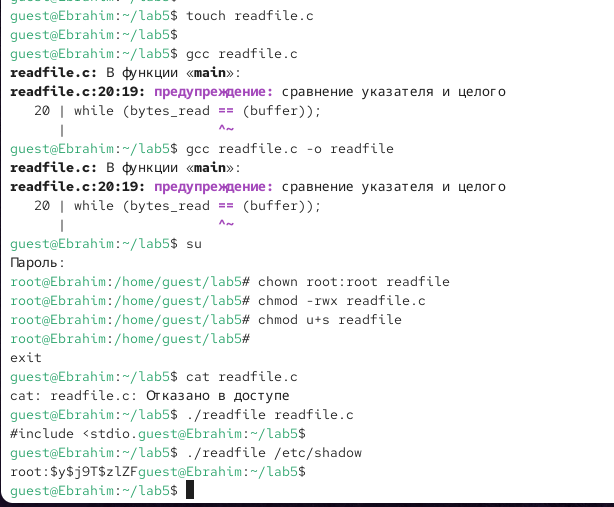 guest@Ebrahim:~/lab5$ touch readfile.c
guest@Ebrahim:~/lab5$
guest@Ebrahim:~/lab5$ gcc readfile.c
readfile.c: В функции «main»:
readfile.c:20:19: предупреждение: сравнение указателя и целого
   20 | while (bytes_read == (buffer));
      |                   ^~
guest@Ebrahim:~/lab5$ gcc readfile.c -o readfile
readfile.c: В функции «main»:
readfile.c:20:19: предупреждение: сравнение указателя и целого
   20 | while (bytes_read == (buffer));
      |                   ^~
guest@Ebrahim:~/lab5$ su
Пароль:
root@Ebrahim:/home/guest/lab5# chown root:root readfile
root@Ebrahim:/home/guest/lab5# chmod -rwx readfile.c
root@Ebrahim:/home/guest/lab5# chmod u+s readfile
root@Ebrahim:/home/guest/lab5#
exit
guest@Ebrahim:~/lab5$ cat readfile.c
cat: readfile.c: Отказано в доступе
guest@Ebrahim:~/lab5$ ./readfile readfile.c
#include <stdio.guest@Ebrahim:~/lab5$
guest@Ebrahim:~/lab5$ ./readfile /etc/shadow
root:$y$j9T$zlZFguest@Ebrahim:~/lab5$
guest@Ebrahim:~/lab5$